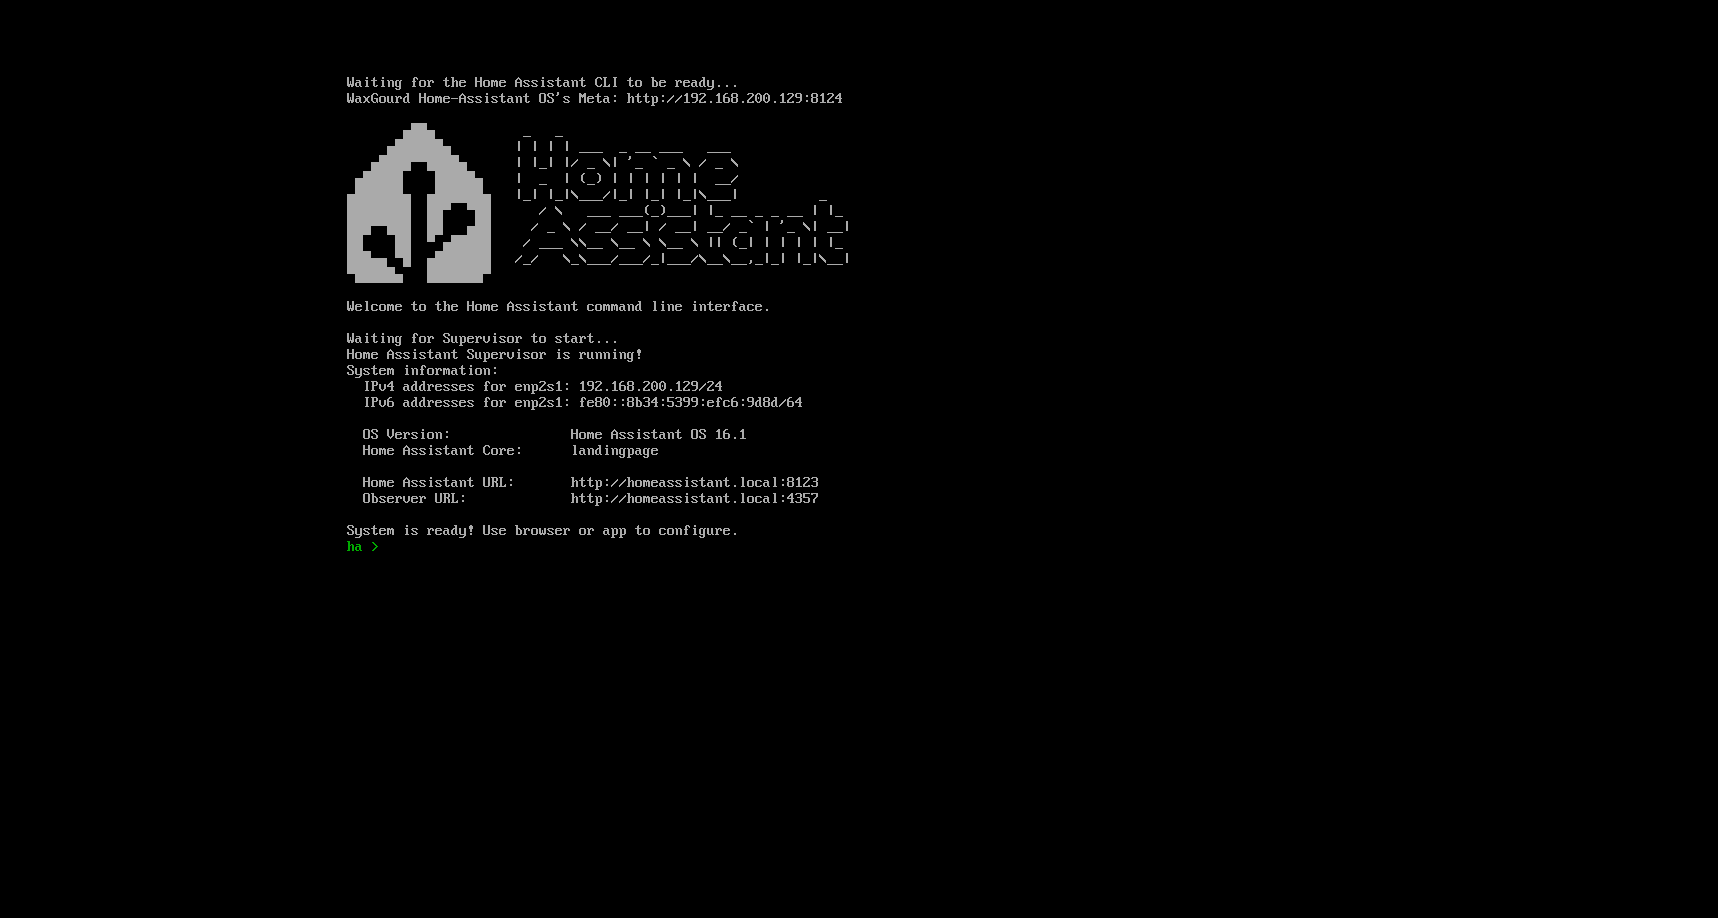 Waiting for the Home Assistant CLI to be ready...
WaxGourd Home-Assistant OS's Meta: http://192.168.200.129:8124
Home
Assistant
Welcome to the Home Assistant command line interface.
Waiting for Supervisor to start...
Home Assistant Supervisor is running!
System information:
IPv4 addresses for enp2s1: 192.168.200.129/24
IPv6 addresses for enp2s1: fe80::8b34:5399:efc6:9d8d/64
OS Version: Home Assistant OS 16.1
Home Assistant Core: landingpage
Home Assistant URL: http://homeassistant.local:8123
Observer URL: http://homeassistant.local:4357
System is ready! Use browser or app to configure.
ha >